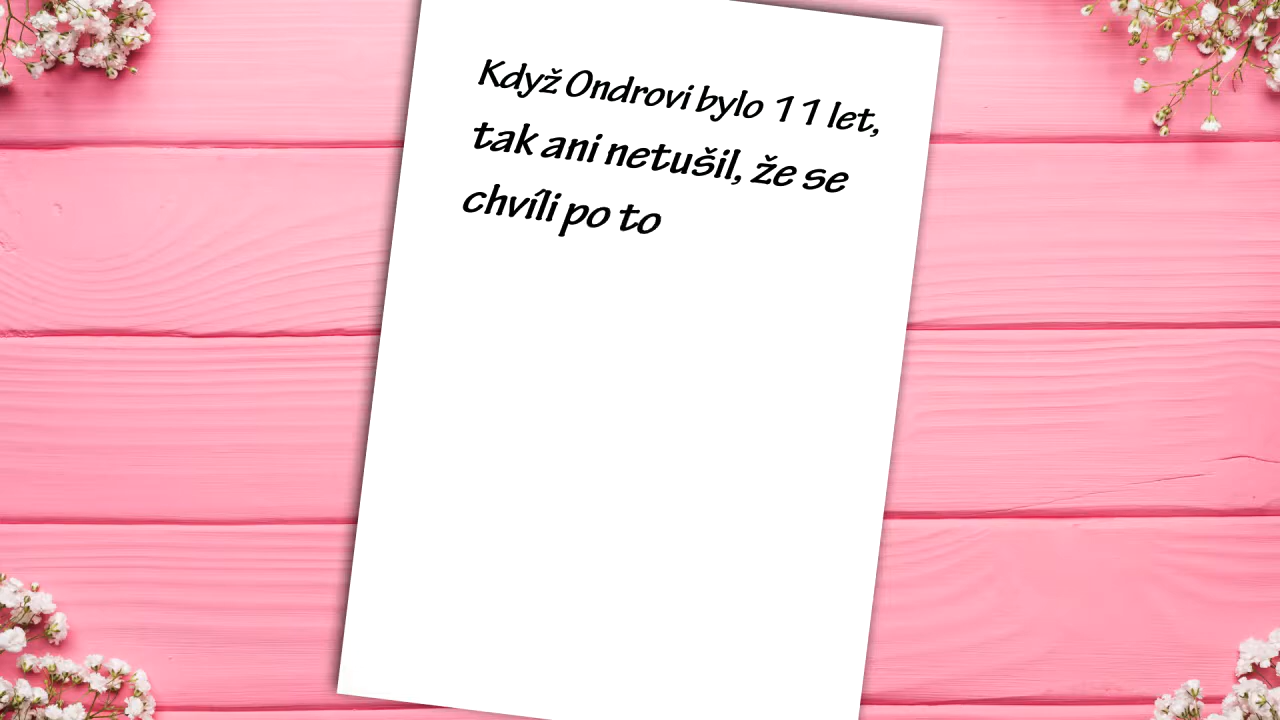 Když Ondrovi bylo 11 let,
tak ani netušil, že se
chvíli po to